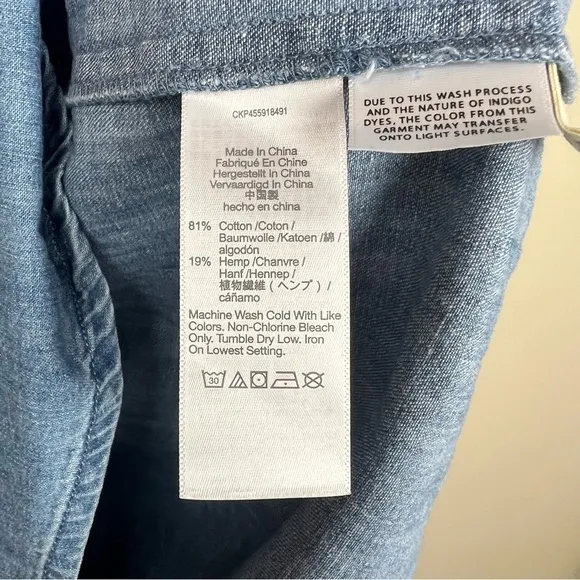 CKP455918491
Made In China
Fabriqué En Chine
Hergestellt In China
Vervaardigd In China
中国製
hecho en china
81% Cotton /Coton /
Baumwolle /Katoen /綿 /
algodón
19% Hemp /Chanvre /
Hanf /Hennep /
植物繊維 ( ヘンプ ) /
cáñamo
Machine Wash Cold With Like
Colors. Non-Chlorine Bleach
Only. Tumble Dry Low. Iron
On Lowest Setting.
30
DUE TO THIS WASH PROCESS
AND THE NATURE OF INDIGO
DYES, THE COLOR FROM THIS
GARMENT MAY TRANSFER
ONTO LIGHT SURFACES.